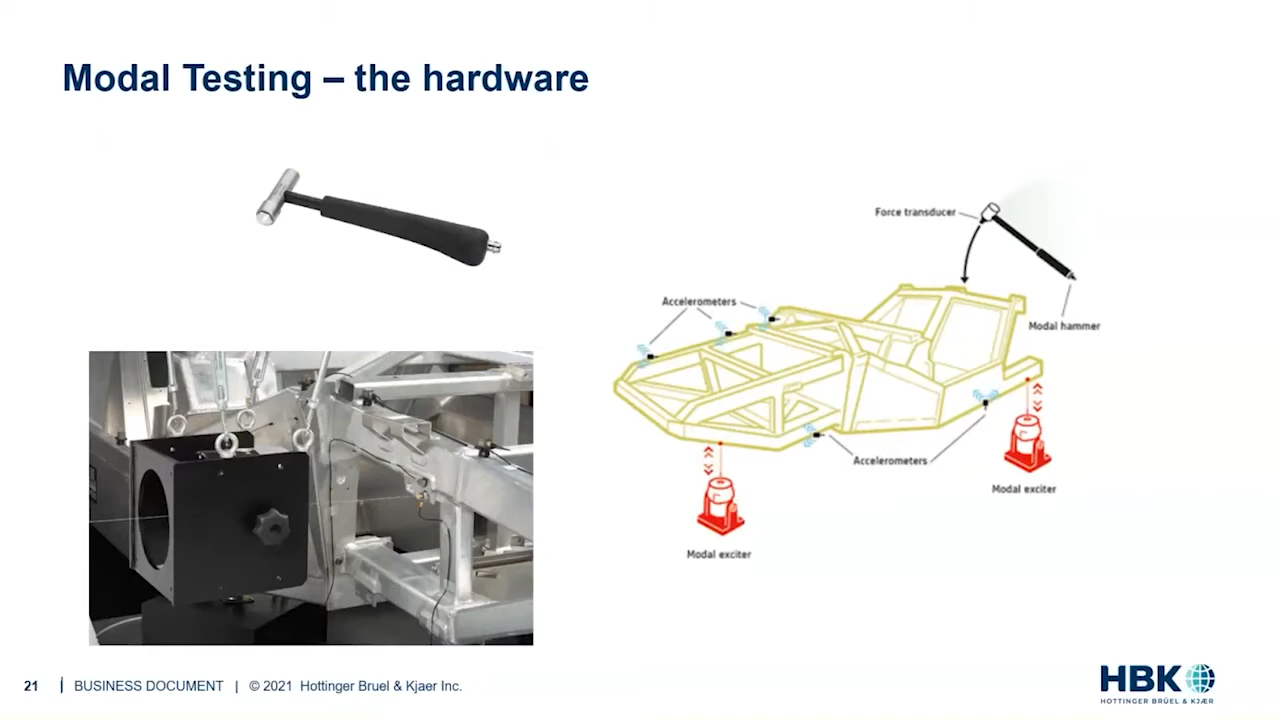 Modal Testing – the hardware
Force transducer
Accelerometers
Modal hammer
Accelerometers
Modal exciter
Modal exciter
21 | BUSINESS DOCUMENT | © 2021 Hottinger Bruel & Kjaer Inc.
HBK
HOTTINGER BRÜEL & KJÆR